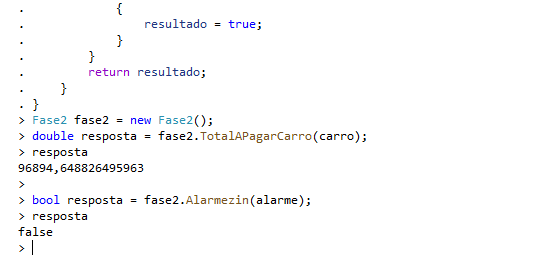 .             {
.                 resultado = true;
.             }
.         }
.         return resultado;
.     }
. }
> Fase2 fase2 = new Fase2();
> double resposta = fase2.TotalAPagarCarro(carro);
> resposta
96894,648826495963
>
> bool resposta = fase2.Alarmezin(alarme);
> resposta
false
>